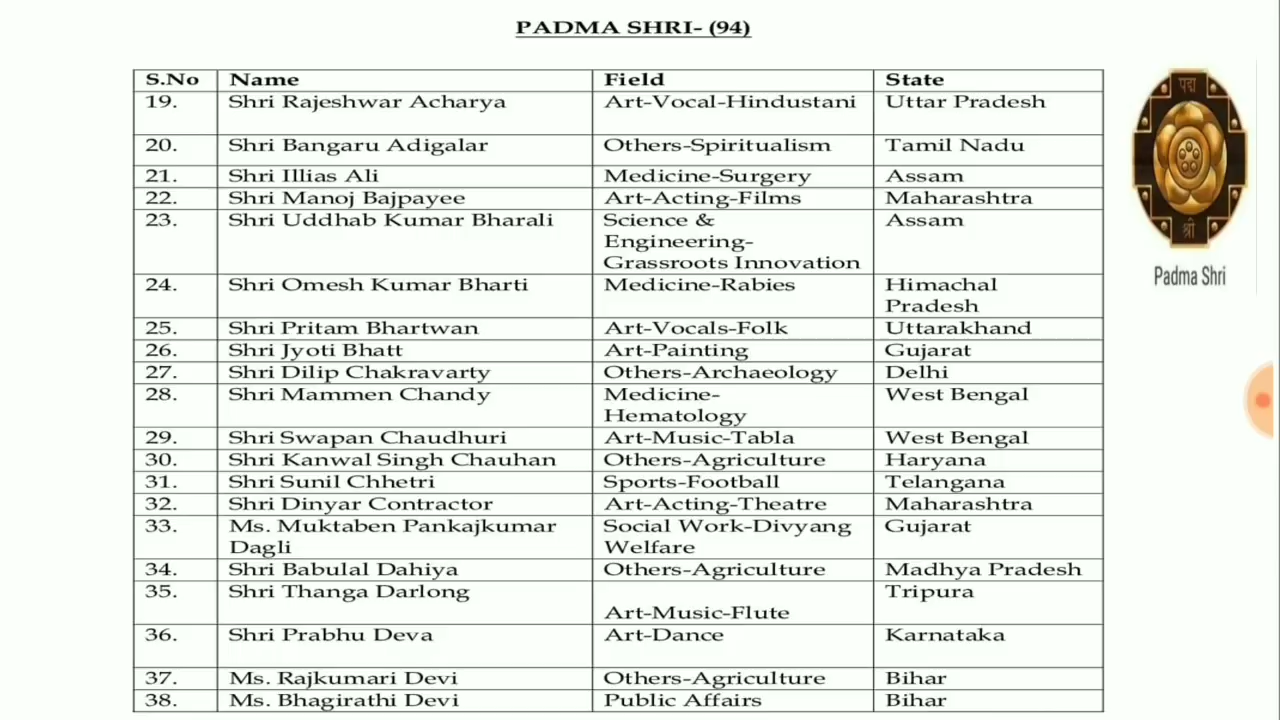 PADMA SHRI- (94)
S.No Name Field State
19. Shri Rajeshwar Acharya Art-Vocal-Hindustani Uttar Pradesh
20. Shri Bangaru Adigalar Others-Spiritualism Tamil Nadu
21. Shri Illias Ali Medicine-Surgery Assam
22. Shri Manoj Bajpayee Art-Acting-Films Maharashtra
23. Shri Uddhab Kumar Bharali Science & Assam
Engineering-
Grassroots Innovation
24. Shri Omesh Kumar Bharti Medicine-Rabies Himachal
Pradesh
25. Shri Pritam Bhartwan Art-Vocals-Folk Uttarakhand
26. Shri Jyoti Bhatt Art-Painting Gujarat
27. Shri Dilip Chakravarty Others-Archaeology Delhi
28. Shri Mammen Chandy Medicine- West Bengal
Hematology
29. Shri Swapan Chaudhuri Art-Music-Tabla West Bengal
30. Shri Kanwal Singh Chauhan Others-Agriculture Haryana
31. Shri Sunil Chhetri Sports-Football Telangana
32. Shri Dinyar Contractor Art-Acting-Theatre Maharashtra
33. Ms. Muktaben Pankajkumar Social Work-Divyang Gujarat
Dagli Welfare
34. Shri Babulal Dahiya Others-Agriculture Madhya Pradesh
35. Shri Thanga Darlong Tripura
Art-Music-Flute
36. Shri Prabhu Deva Art-Dance Karnataka
37. Ms. Rajkumari Devi Others-Agriculture Bihar
38. Ms. Bhagirathi Devi Public Affairs Bihar
पद्म
श्री
Padma Shri